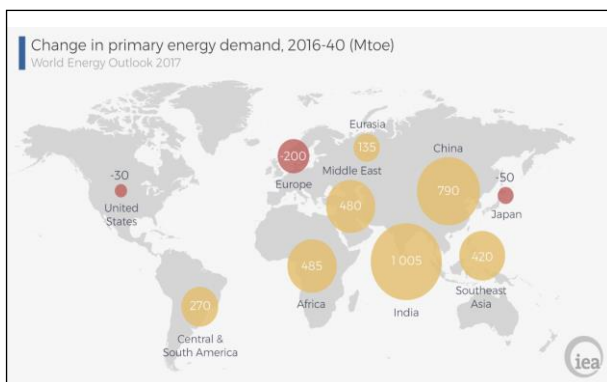 Change in primary energy demand, 2016-40 (Mtoe)
World Energy Outlook 2017
Eurasia
135
China
790
-200
Europe
Middle East
480
-30
United
States
-50
Japan
485
Africa
1 005
India
420
Southeast
Asia
270
Central &
South America
iea